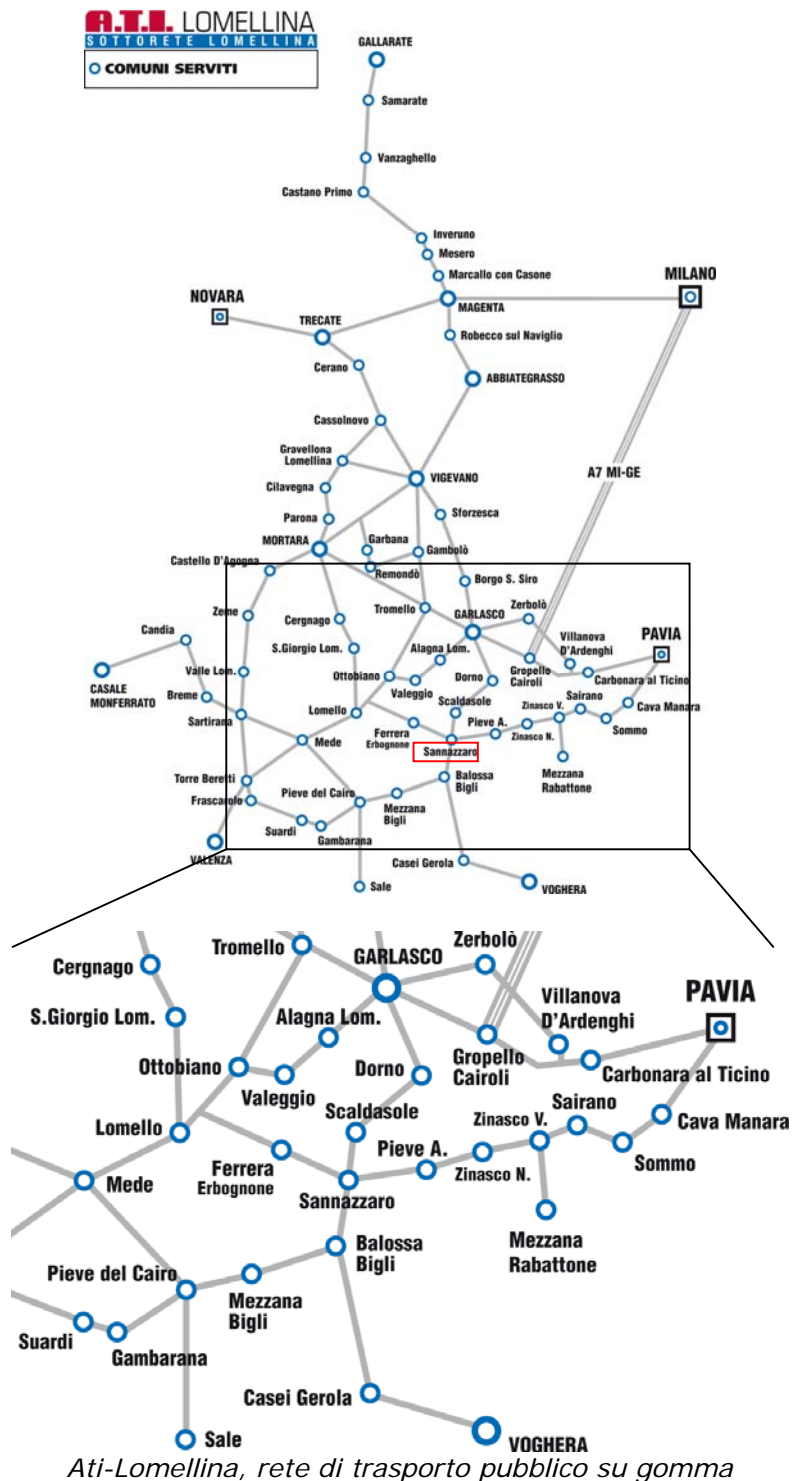 A.T.I. LOMELLINA
SOTTORETE LOMELLINA
COMUNI SERVITI
GALLARATE
Samarate
Vanzaghello
Castano Primo
Inveruno
Mesero
Marcallo con Casone
MILANO
NOVARA
MAGENTA
TRECATE
Robecco sul Naviglio
Cerano
ABBIATEGRASSO
Cassolnovo
Gravellona
Lomellina
A7 MI-GE
VIGEVANO
Cilavegna
Sforzesca
Parona
MORTARA
Garbana
Gambolò
Castello D'Agogna
Remondò
Borgo S. Siro
Zeme
Tromello
Zerbolò
Cergnago
GARLASCO
Candia
Villanova
D'Ardenghi
PAVIA
S.Giorgio Lom.
Alagna Lom.
CASALE
MONFERRATO
Valle Lom.
Ottobiano
Valeggio
Dorno
Gropello
Cairoli
Carbonara al Ticino
Breme
Sartirana
Lomello
Scaldasole
Sairano
Cava Manara
Zinasco V.
Ferrera
Erbognone
Pieve A.
Zinasco N.
Sommo
Mede
Sannazzaro
Torre Beretti
Balossa
Bigli
Mezzana
Rabattone
Frascarolo
Pieve del Cairo
Mezzana
Bigli
Suardi
Gambarana
VALENZA
Casei Gerola
Sale
VOGHERA
Tromello
GARLASCO
Zerbolò
Cergnago
S.Giorgio Lom.
Alagna Lom.
Villanova
D'Ardenghi
PAVIA
Ottobiano
Valeggio
Dorno
Gropello
Cairoli
Carbonara al Ticino
Lomello
Scaldasole
Sairano
Cava Manara
Zinasco V.
Ferrera
Erbognone
Pieve A.
Zinasco N.
Sommo
Mede
Sannazzaro
Balossa
Bigli
Mezzana
Rabattone
Pieve del Cairo
Mezzana
Bigli
Suardi
Gambarana
Casei Gerola
Sale
VOGHERA
Ati-Lomellina, rete di trasporto pubblico su gomma